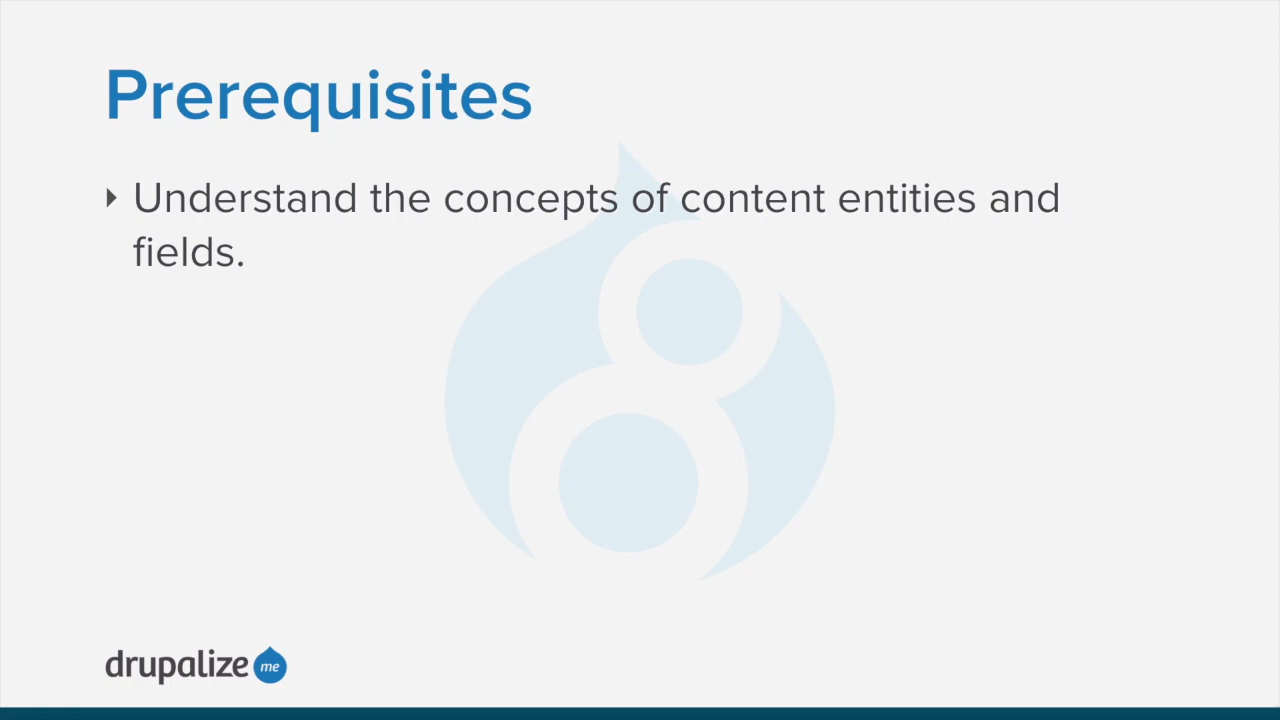 Prerequisites
Understand the concepts of content entities and
fields.
drupalize me